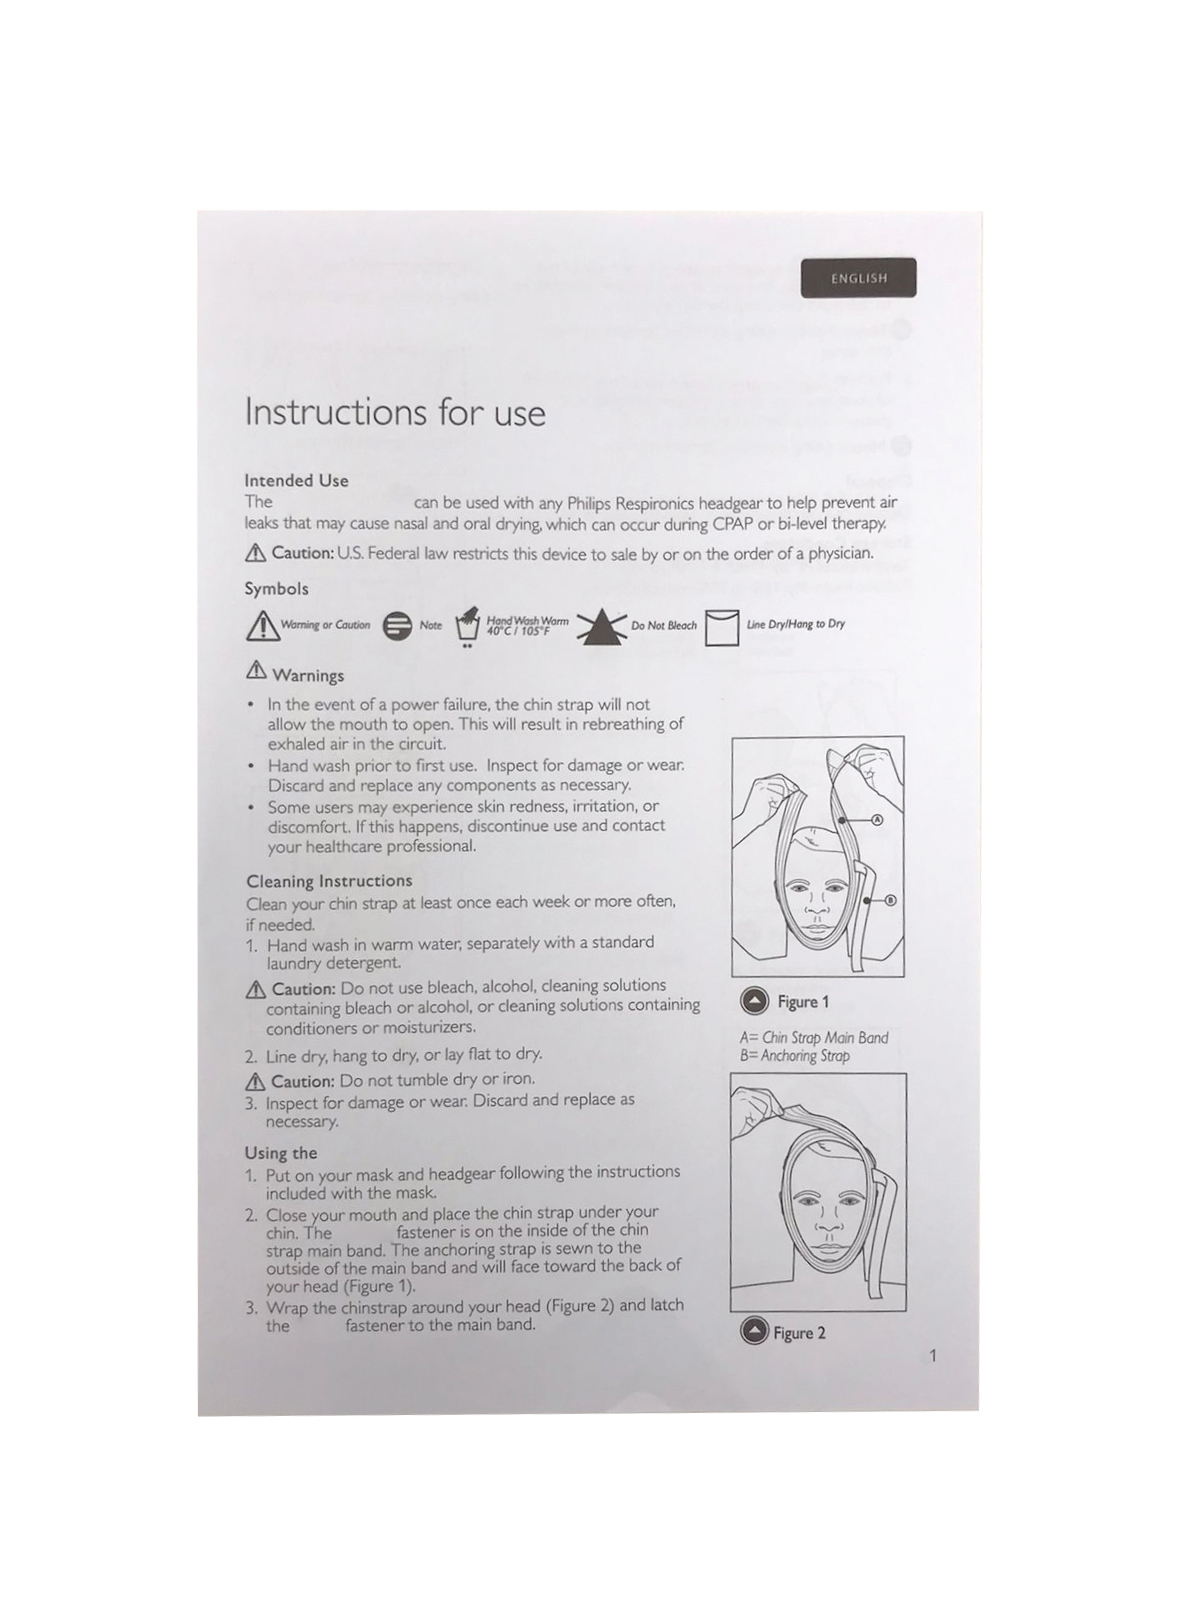 ENGLISH
Instructions for use
Intended Use
The can be used with any Philips Respironics headgear to help prevent air
leaks that may cause nasal and oral drying, which can occur during CPAP or bi-level therapy.
Caution: U.S. Federal law restricts this device to sale by or on the order of a physician.
Symbols
Warning or Caution Note Hand Wash Warm Do Not Bleach Line Dry/Hang to Dry
40°C / 105°F
Warnings
• In the event of a power failure, the chin strap will not
allow the mouth to open. This will result in rebreathing of
exhaled air in the circuit.
• Hand wash prior to first use. Inspect for damage or wear.
Discard and replace any components as necessary.
• Some users may experience skin redness, irritation, or
discomfort. If this happens, discontinue use and contact
your healthcare professional.
Cleaning Instructions
Clean your chin strap at least once each week or more often,
if needed.
1. Hand wash in warm water, separately with a standard
laundry detergent.
Caution: Do not use bleach, alcohol, cleaning solutions
containing bleach or alcohol, or cleaning solutions containing
conditioners or moisturizers.
2. Line dry, hang to dry, or lay flat to dry.
Caution: Do not tumble dry or iron.
3. Inspect for damage or wear. Discard and replace as
necessary.
Using the
1. Put on your mask and headgear following the instructions
included with the mask.
2. Close your mouth and place the chin strap under your
chin. The fastener is on the inside of the chin
strap main band. The anchoring strap is sewn to the
outside of the main band and will face toward the back of
your head (Figure 1).
3. Wrap the chinstrap around your head (Figure 2) and latch
the fastener to the main band.
A
B
Figure 1
A= Chin Strap Main Band
B= Anchoring Strap
Figure 2
1